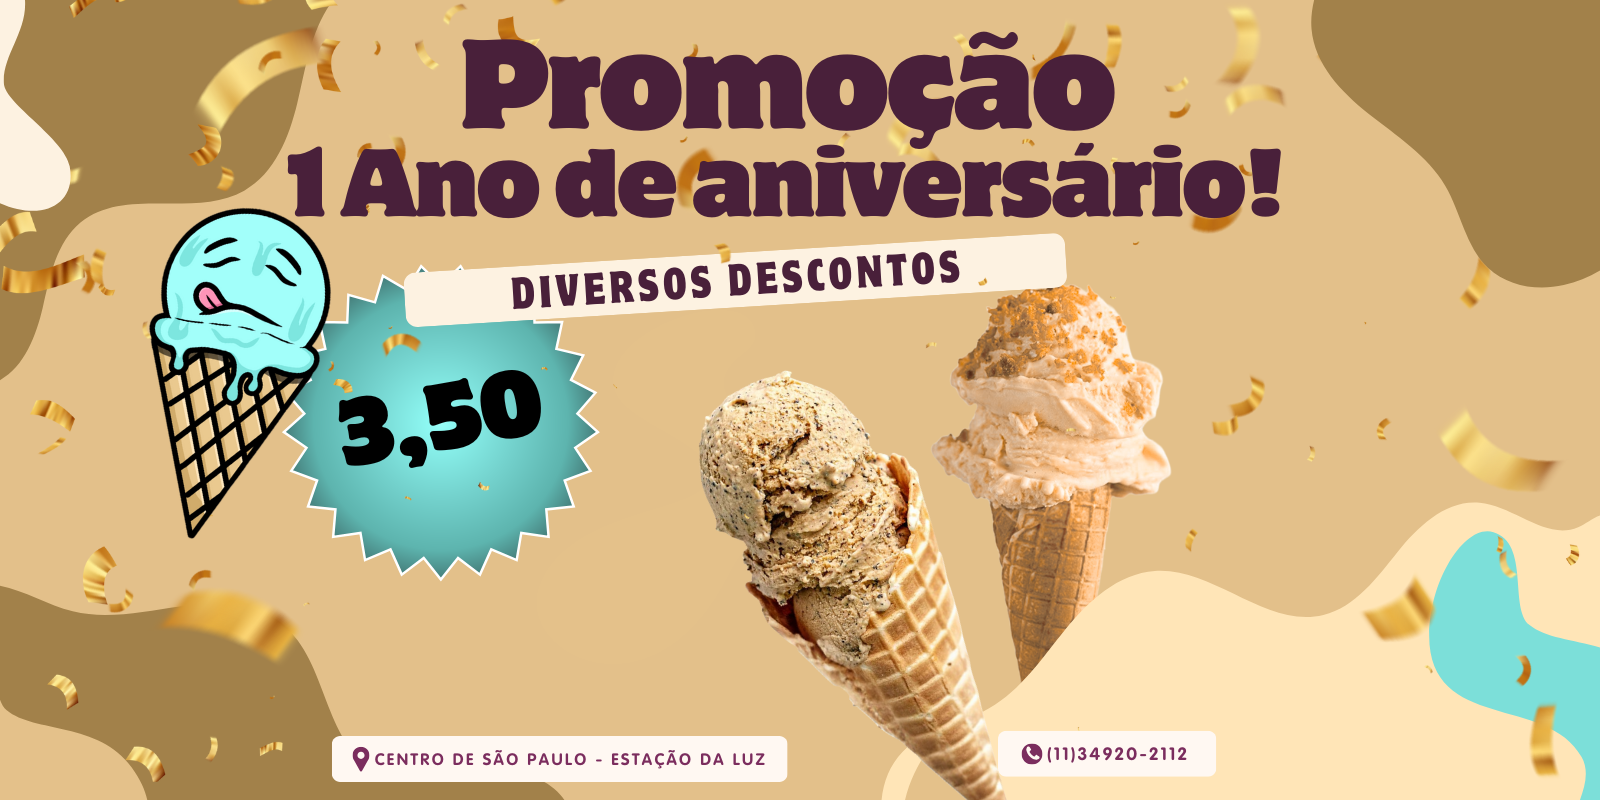 Promoção
1 Ano de aniversário!
DIVERSOS DESCONTOS
3,50
CENTRO DE SÃO PAULO - ESTAÇÃO DA LUZ
(11)34920-2112